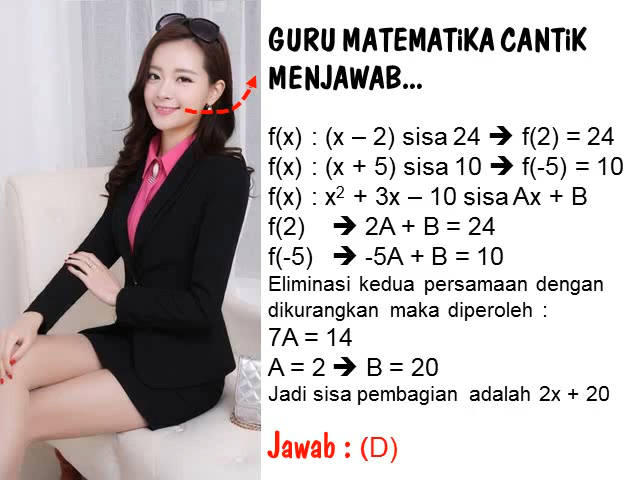 GURU MATEMATiKA CANTiK
MENJAWAB...
f(x) : (x – 2) sisa 24 🡺 f(2) = 24
f(x) : (x + 5) sisa 10 🡺 f(-5) = 10
f(x) : x² + 3x – 10 sisa Ax + B
f(2) 🡺 2A + B = 24
f(-5) 🡺 -5A + B = 10
Eliminasi kedua persamaan dengan
dikurangkan maka diperoleh :
7A = 14
A = 2 🡺 B = 20
Jadi sisa pembagian adalah 2x + 20
Jawab : (D)